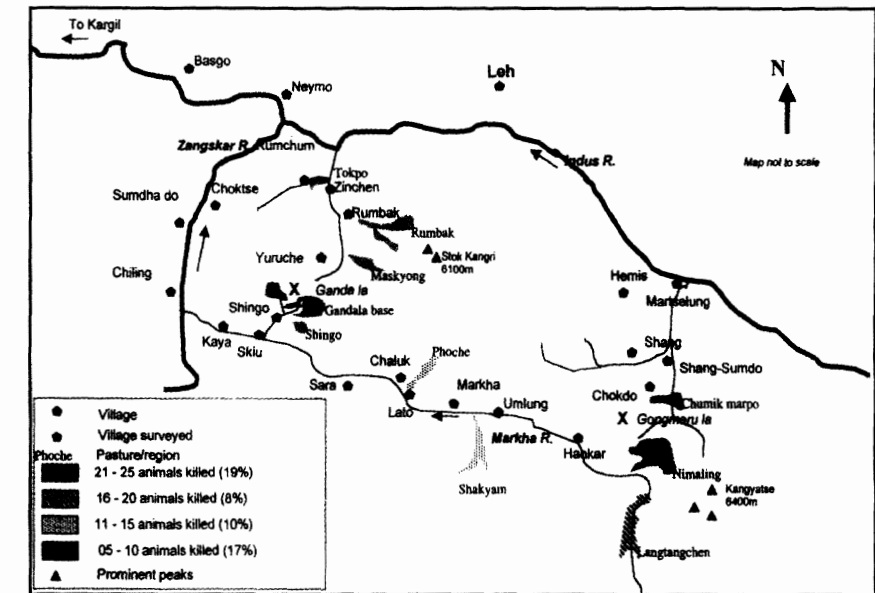 To Kargil
Basgo
Neymo
Leh
N
Zangskar R.
Rumchum
Indus R.
Map not to scale
Tokpo
Zinchen
Sumdha do
Choktse
Rumbak
Rumbak
Stok Kangri
6100m
Yuruche
Maskyong
Hemis
Chiling
X
Ganda la
Martselung
Shingo
Gandala base
Shingo
Kaya
Skiu
Phoche
Shang
Shang-Sumdo
Chaluk
Sara
Markha
Chokdo
Chumik marpo
Lato
Umlung
X
Gongmaru la
Markha R.
Hankar
Nimaling
Shakyam
Kangyatse
6400m
Langtangchen
Village
Village surveyed
Phoche
Pasture/region
21 - 25 animals killed (19%)
16 - 20 animals killed (8%)
11 - 15 animals killed (10%)
05 - 10 animals killed (17%)
Prominent peaks